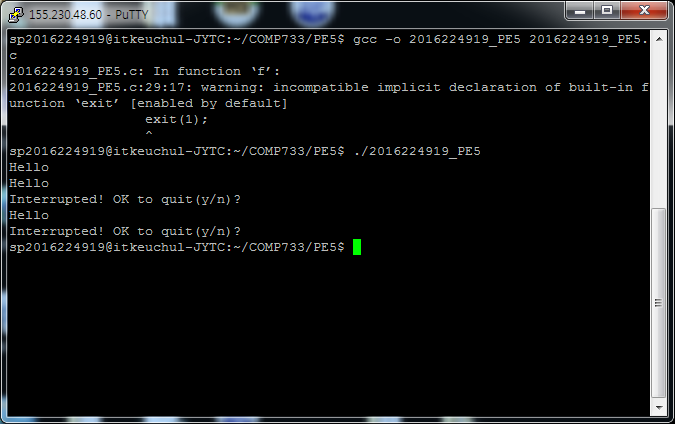 155.230.48.60 - PuTTY
sp2016224919@itkeuchul-JYTC:~/COMP733/PE5$ gcc -o 2016224919_PE5 2016224919_PE5.
c
2016224919_PE5.c: In function ‘f’:
2016224919_PE5.c:29:17: warning: incompatible implicit declaration of built-in f
unction ‘exit’ [enabled by default]
                 exit(1);
                 ^
sp2016224919@itkeuchul-JYTC:~/COMP733/PE5$ ./2016224919_PE5
Hello
Hello
Interrupted! OK to quit(y/n)?
Hello
Interrupted! OK to quit(y/n)?
sp2016224919@itkeuchul-JYTC:~/COMP733/PE5$